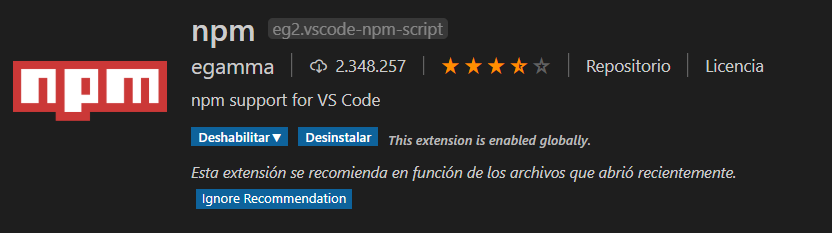 npm eg2.vscode-npm-script
npm
egamma 2.348.257 Repositorio Licencia
npm support for VS Code
Deshabilitar▼ Desinstalar This extension is enabled globally.
Esta extensión se recomienda en función de los archivos que abrió recientemente.
Ignore Recommendation